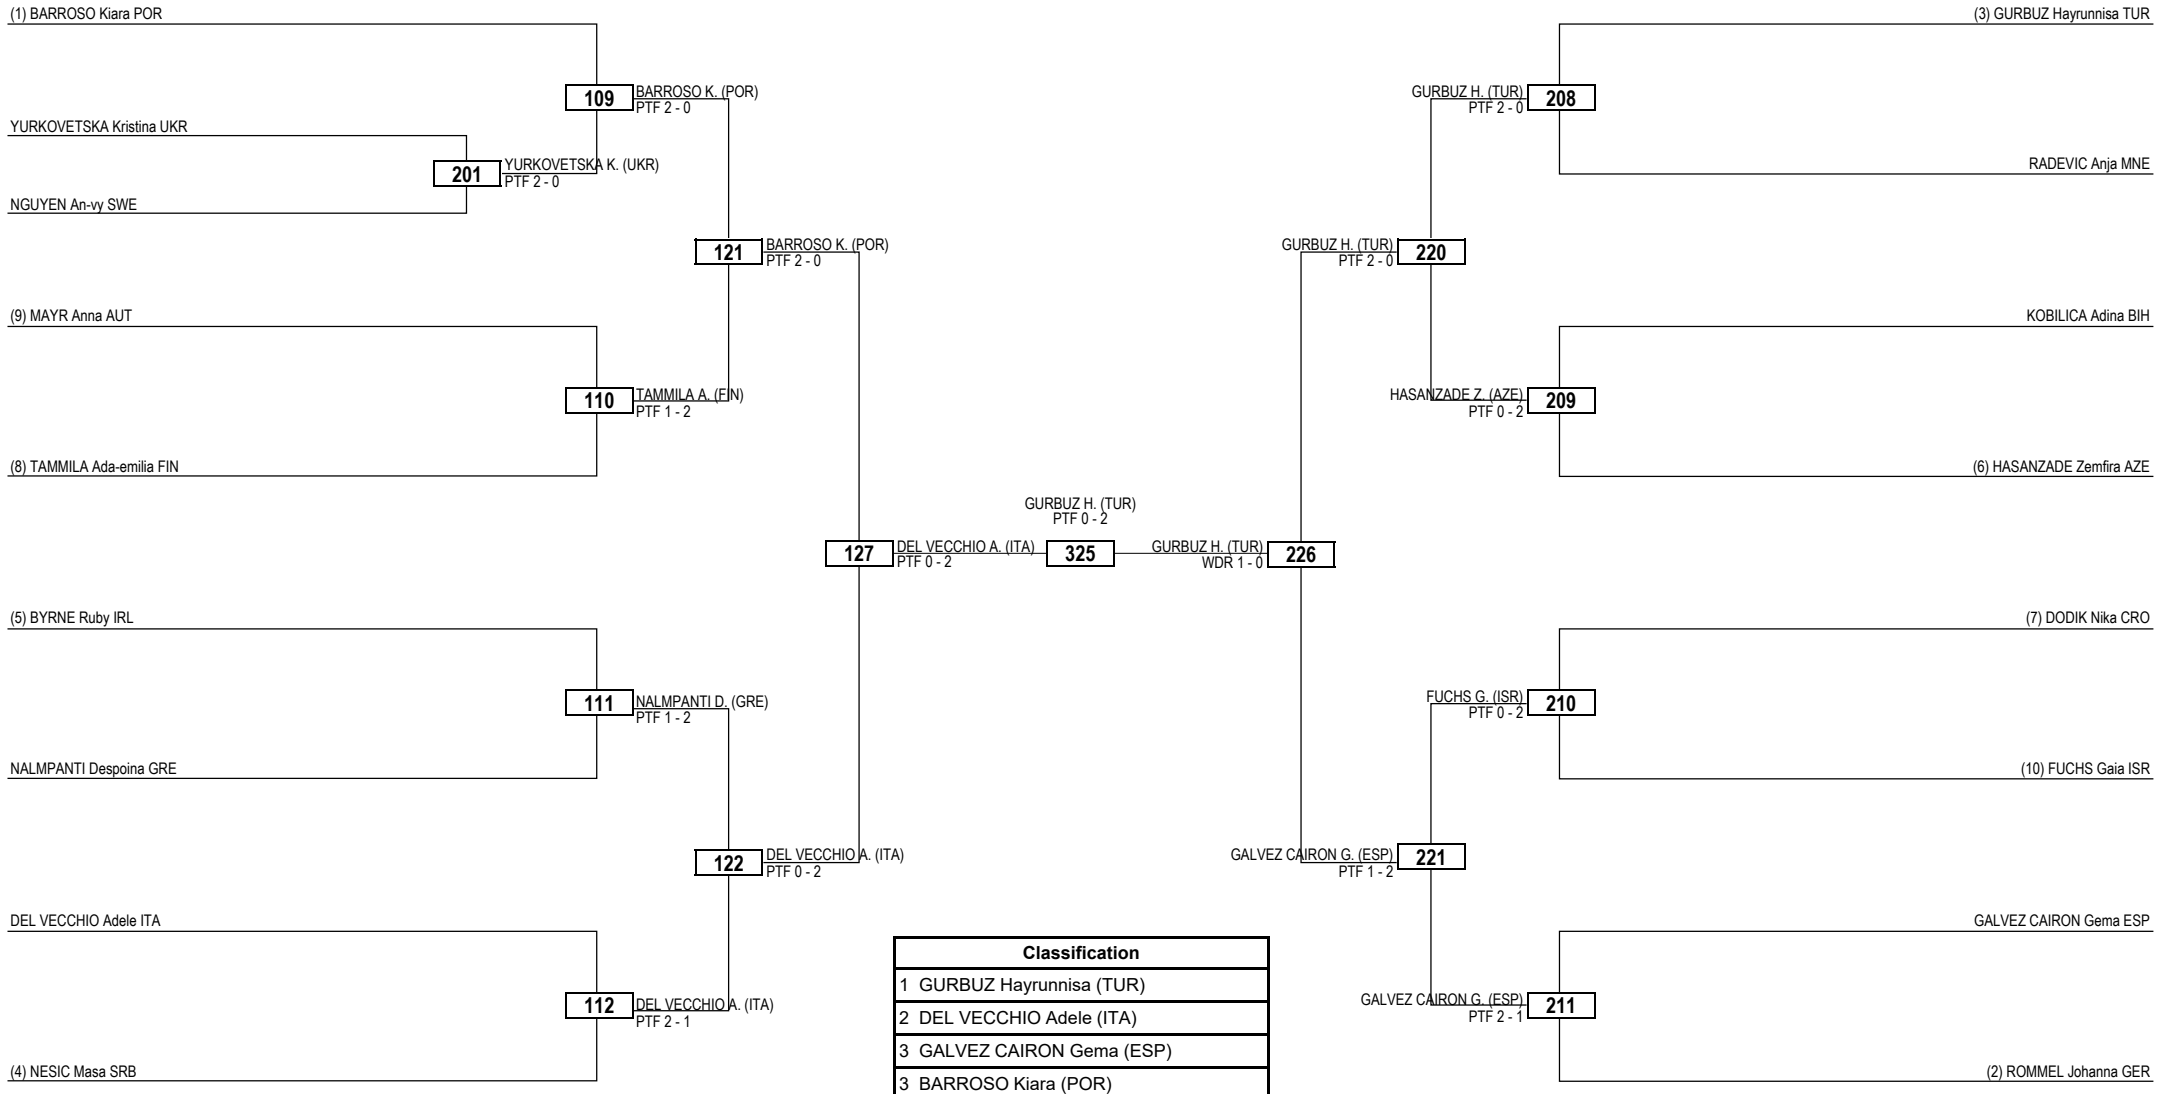 (1) BARROSO Kiara POR
(3) GURBUZ Hayrunnisa TUR
109
BARROSO K. (POR)
PTF 2 - 0
GURBUZ H. (TUR)
PTF 2 - 0
208
YURKOVETSKA Kristina UKR
201
YURKOVETSKA K. (UKR)
PTF 2 - 0
RADEVIC Anja MNE
NGUYEN An-vy SWE
121
BARROSO K. (POR)
PTF 2 - 0
GURBUZ H. (TUR)
PTF 2 - 0
220
(9) MAYR Anna AUT
KOBILICA Adina BIH
110
TAMMILA A. (FIN)
PTF 1 - 2
HASANZADE Z. (AZE)
PTF 0 - 2
209
(8) TAMMILA Ada-emilia FIN
(6) HASANZADE Zemfira AZE
GURBUZ H. (TUR)
PTF 0 - 2
127
DEL VECCHIO A. (ITA)
PTF 0 - 2
325
GURBUZ H. (TUR)
WDR 1 - 0
226
(5) BYRNE Ruby IRL
(7) DODIK Nika CRO
111
NALMPANTI D. (GRE)
PTF 1 - 2
FUCHS G. (ISR)
PTF 0 - 2
210
NALMPANTI Despoina GRE
(10) FUCHS Gaia ISR
122
DEL VECCHIO A. (ITA)
PTF 0 - 2
GALVEZ CAIRON G. (ESP)
PTF 1 - 2
221
DEL VECCHIO Adele ITA
GALVEZ CAIRON Gema ESP
112
DEL VECCHIO A. (ITA)
PTF 2 - 1
GALVEZ CAIRON G. (ESP)
PTF 2 - 1
211
(4) NESIC Masa SRB
(2) ROMMEL Johanna GER
Classification
1 GURBUZ Hayrunnisa (TUR)
2 DEL VECCHIO Adele (ITA)
3 GALVEZ CAIRON Gema (ESP)
3 BARROSO Kiara (POR)